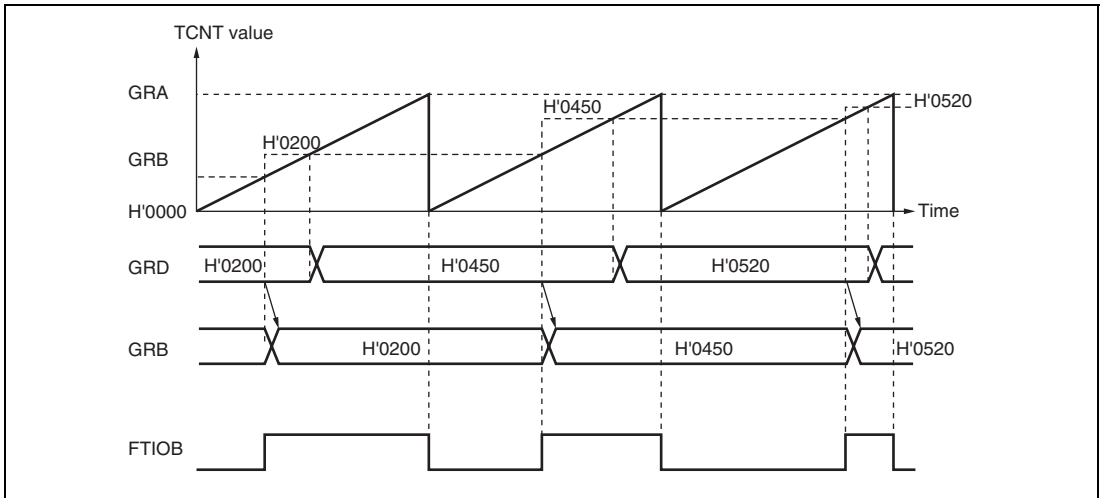 TCNT value
GRA
H'0450
H'0520
H'0200
GRB
H'0000
Time
GRD
H'0200
H'0450
H'0520
GRB
H'0200
H'0450
H'0520
FTIOB